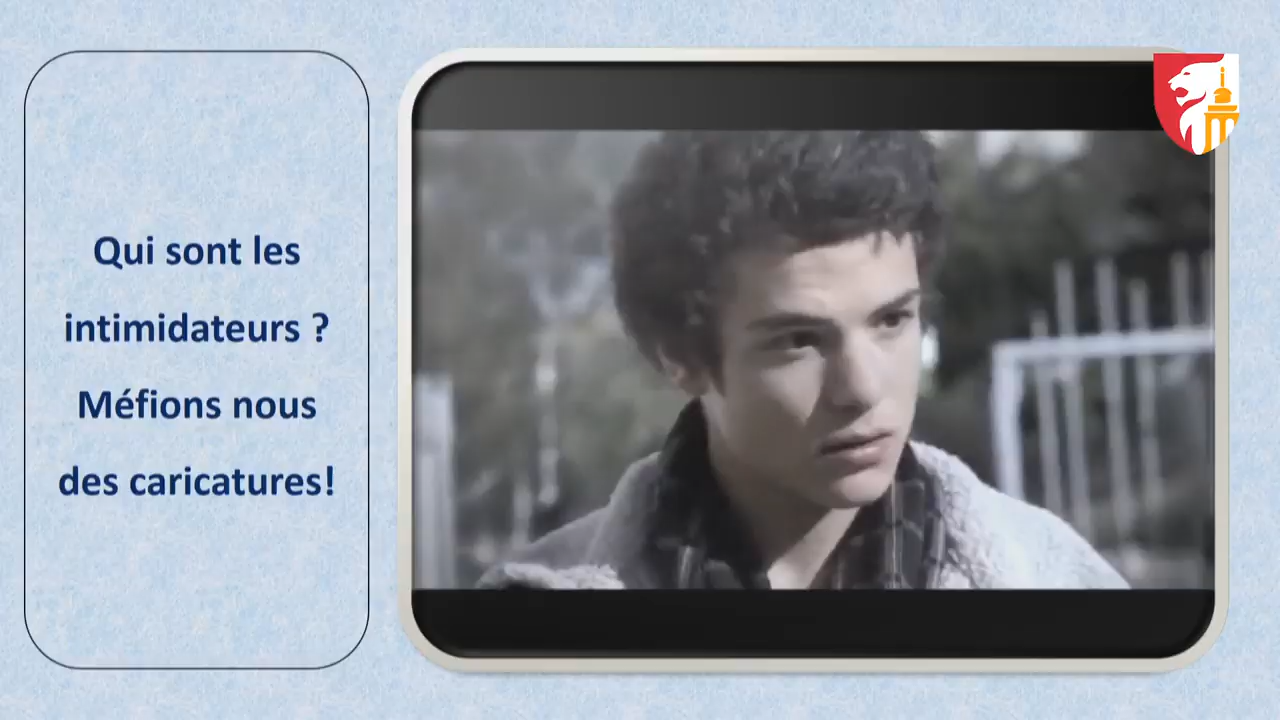 Qui sont les
intimidateurs ?
Méfions nous
des caricatures!